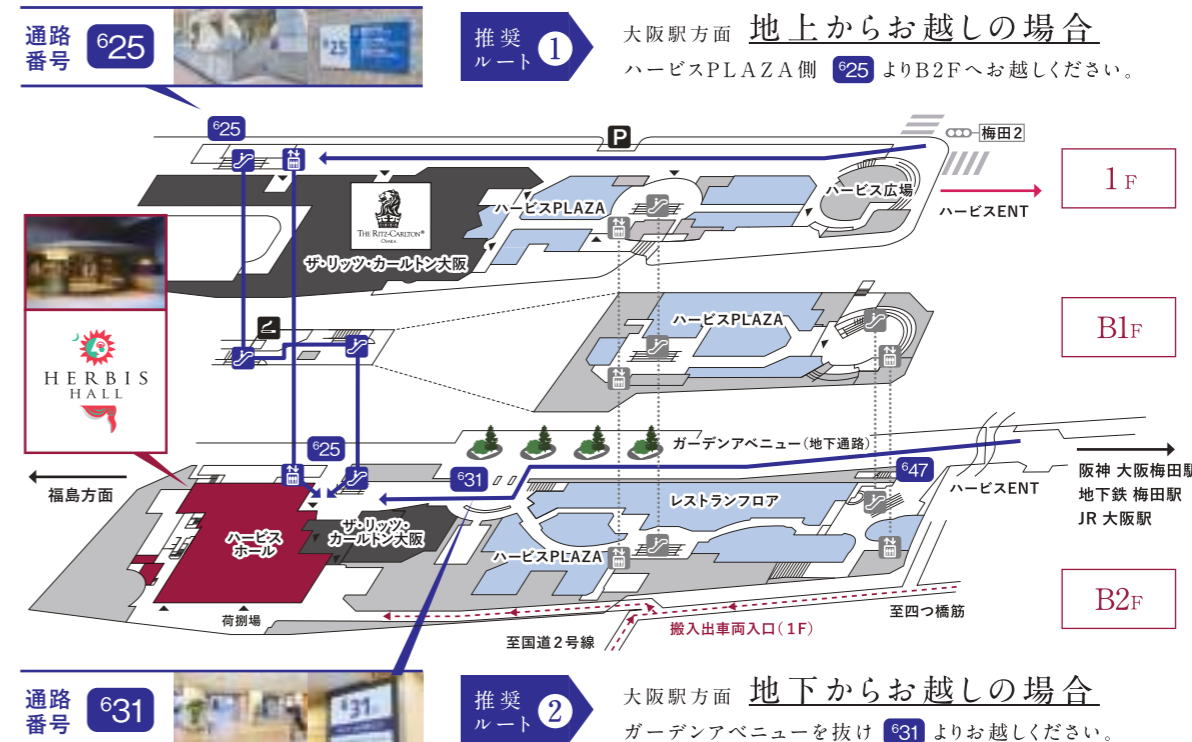 通路
番号
⁶25
⁶25
推奨
ルート
1
大阪駅方面 地上からお越しの場合
ハービスPLAZA側 ⁶25 よりB2Fへお越しください。
⁶25
P
梅田2
1F
ハービス広場
ハービスPLAZA
ハービスENT
THE RITZ-CARLTON®
OSAKA
ザ・リッツ・カールトン大阪
ハービスPLAZA
B1F
HERBIS
HALL
ガーデンアベニュー(地下通路)
⁶25
⁶31
⁶47
福島方面
ハービスENT
阪神 大阪梅田駅
地下鉄 梅田駅
JR 大阪駅
レストランフロア
ハービス
ホール
ザ・リッツ・
カールトン大阪
ハービスPLAZA
B2F
荷捌場
至四つ橋筋
搬入出車両入口(1F)
至国道2号線
通路
番号
⁶31
⁶31
推奨
ルート
2
大阪駅方面 地下からお越しの場合
ガーデンアベニューを抜け ⁶31 よりお越しください。